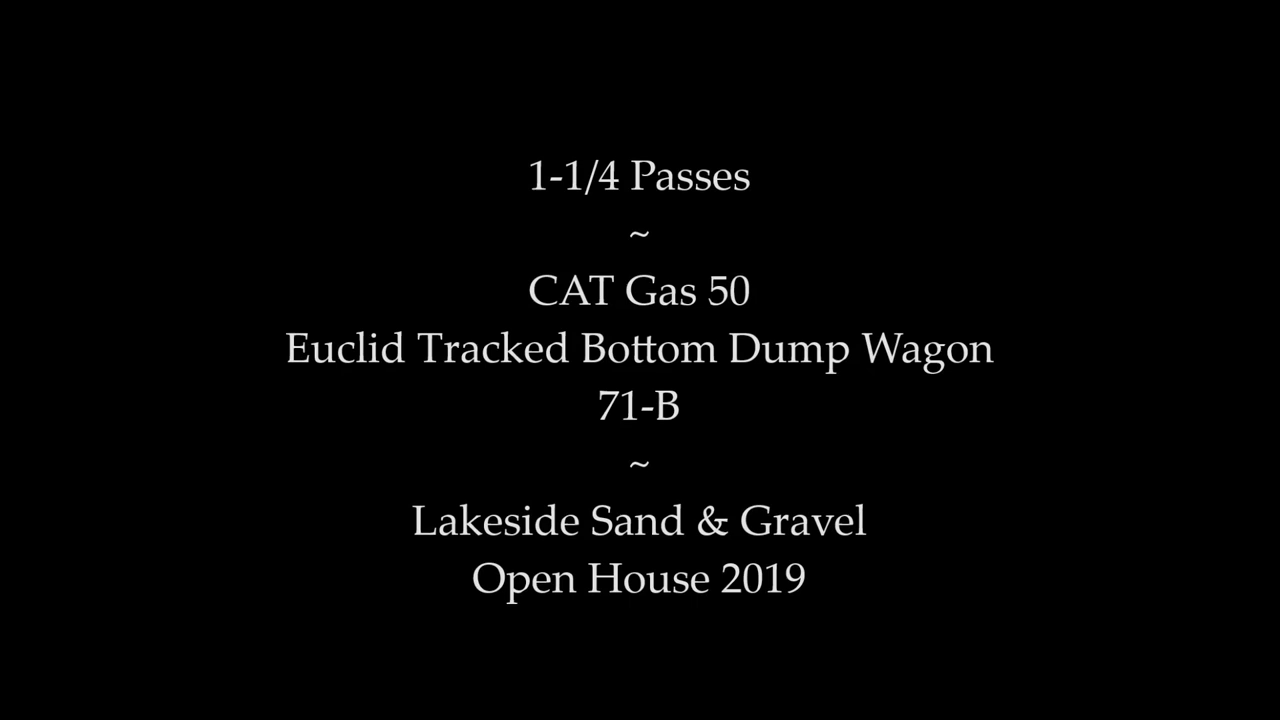 1-1/4 Passes
~
CAT Gas 50
Euclid Tracked Bottom Dump Wagon
71-B
~
Lakeside Sand & Gravel
Open House 2019